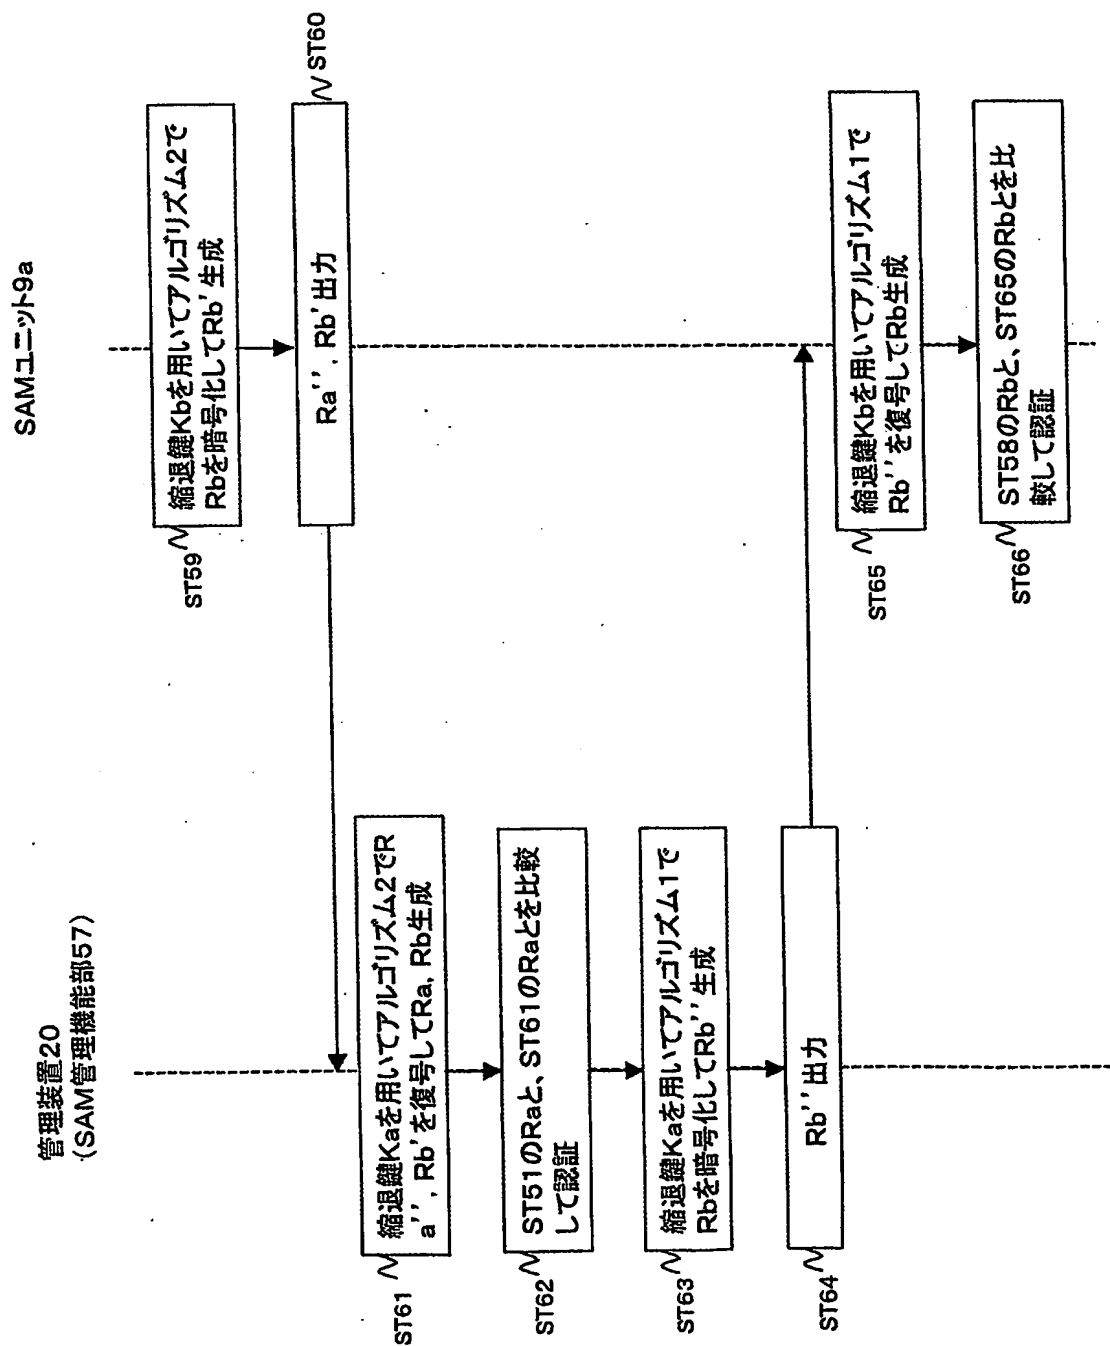 管理装置20
(SAM管理機能部57)
SAMユニット9a
ST59
縮退鍵Kbを用いてアルゴリズム2で
Rbを暗号化してRb'生成
Ra'', Rb'出力
ST60
ST61
縮退鍵Kaを用いてアルゴリズム2でR
a'', Rb'を復号してRa, Rb生成
ST62
ST51のRaと、ST61のRaとを比較
して認証
ST63
縮退鍵Kaを用いてアルゴリズム1で
Rbを暗号化してRb''生成
ST64
Rb''出力
ST65
縮退鍵Kbを用いてアルゴリズム1で
Rb''を復号してRb生成
ST66
ST58のRbと、ST65のRbとを比
較して認証